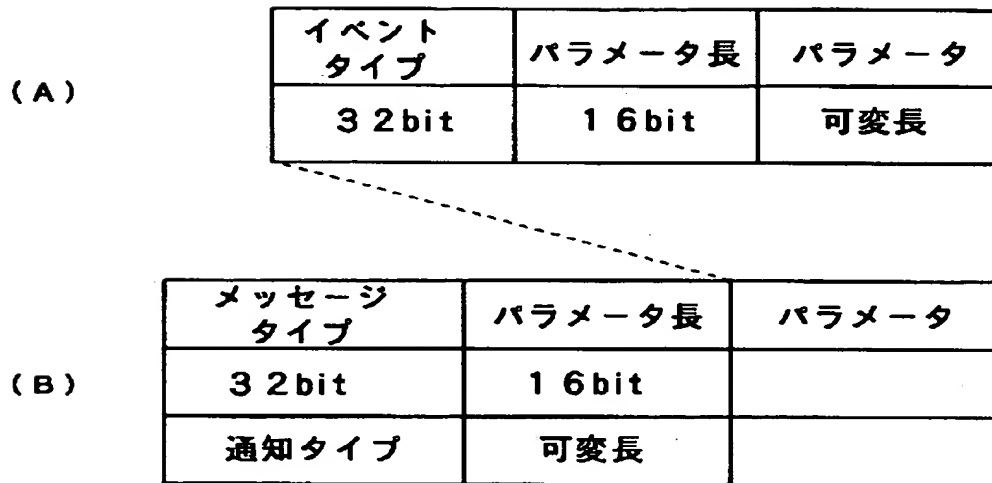 イベント
タイプ
パラメータ長
パラメータ
(A)
32bit
16bit
可変長
メッセージ
タイプ
パラメータ長
パラメータ
(B)
32bit
16bit
通知タイプ
可変長